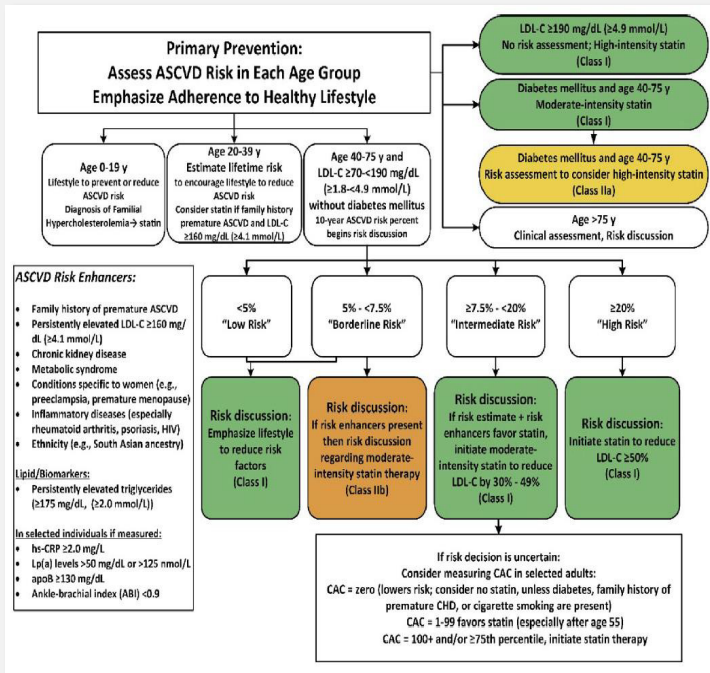 Primary Prevention:
Assess ASCVD Risk in Each Age Group
Emphasize Adherence to Healthy Lifestyle
LDL-C ≥190 mg/dL (≥4.9 mmol/L)
No risk assessment; High-intensity statin
(Class I)
Diabetes mellitus and age 40-75 y
Moderate-intensity statin
(Class I)
Diabetes mellitus and age 40-75 y
Risk assessment to consider high-intensity statin
(Class IIa)
Age >75 y
Clinical assessment, Risk discussion
Age 0-19 y
Lifestyle to prevent or reduce
ASCVD risk
Diagnosis of Familial
Hypercholesterolemia→ statin
Age 20-39 y
Estimate lifetime risk
to encourage lifestyle to reduce
ASCVD risk
Consider statin if family history
premature ASCVD and LDL-C
≥160 mg/dL (≥4.1 mmol/L)
Age 40-75 y and
LDL-C ≥70-<190 mg/dL
(≥1.8-<4.9 mmol/L)
without diabetes mellitus
10-year ASCVD risk percent
begins risk discussion
<5%
"Low Risk"
5% - <7.5%
"Borderline Risk"
≥7.5% - <20%
"Intermediate Risk"
≥20%
"High Risk"
Risk discussion:
Emphasize lifestyle
to reduce risk
factors
(Class I)
Risk discussion:
If risk enhancers present
then risk discussion
regarding moderate-
intensity statin therapy
(Class IIb)
Risk discussion:
If risk estimate + risk
enhancers favor statin,
initiate moderate-
intensity statin to reduce
LDL-C by 30% - 49%
(Class I)
Risk discussion:
Initiate statin to reduce
LDL-C ≥50%
(Class I)
If risk decision is uncertain:
Consider measuring CAC in selected adults:
CAC = zero (lowers risk; consider no statin, unless diabetes, family history of
premature CHD, or cigarette smoking are present)
CAC = 1-99 favors statin (especially after age 55)
CAC = 100+ and/or ≥75th percentile, initiate statin therapy
ASCVD Risk Enhancers:
• Family history of premature ASCVD
• Persistently elevated LDL-C ≥160 mg/
dL (≥4.1 mmol/L)
• Chronic kidney disease
• Metabolic syndrome
• Conditions specific to women (e.g.,
preeclampsia, premature menopause)
• Inflammatory diseases (especially
rheumatoid arthritis, psoriasis, HIV)
• Ethnicity (e.g., South Asian ancestry)
Lipid/Biomarkers:
• Persistently elevated triglycerides
(≥175 mg/dL, (≥2.0 mmol/L))
In selected individuals if measured:
• hs-CRP ≥2.0 mg/L
• Lp(a) levels >50 mg/dL or >125 nmol/L
• apoB ≥130 mg/dL
• Ankle-brachial index (ABI) <0.9